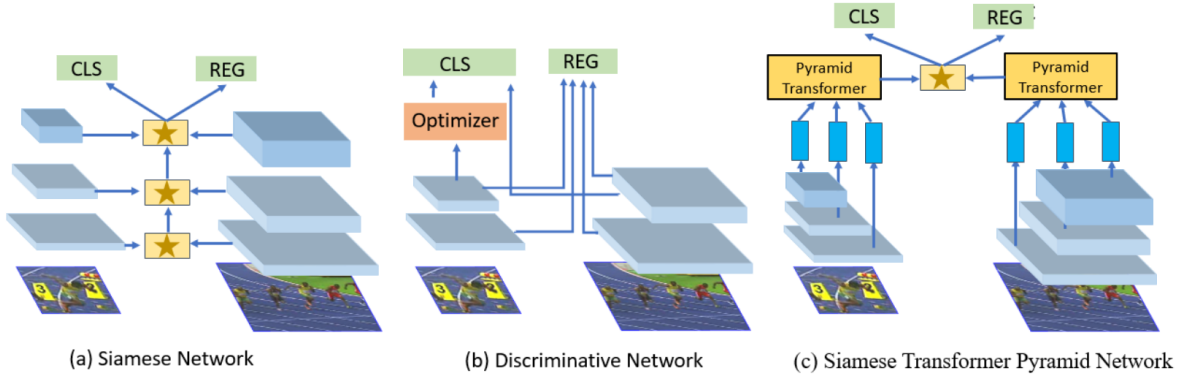 CLS
REG
(a) Siamese Network
CLS
REG
Optimizer
(b) Discriminative Network
CLS
REG
Pyramid
Transformer
Pyramid
Transformer
(c) Siamese Transformer Pyramid Network